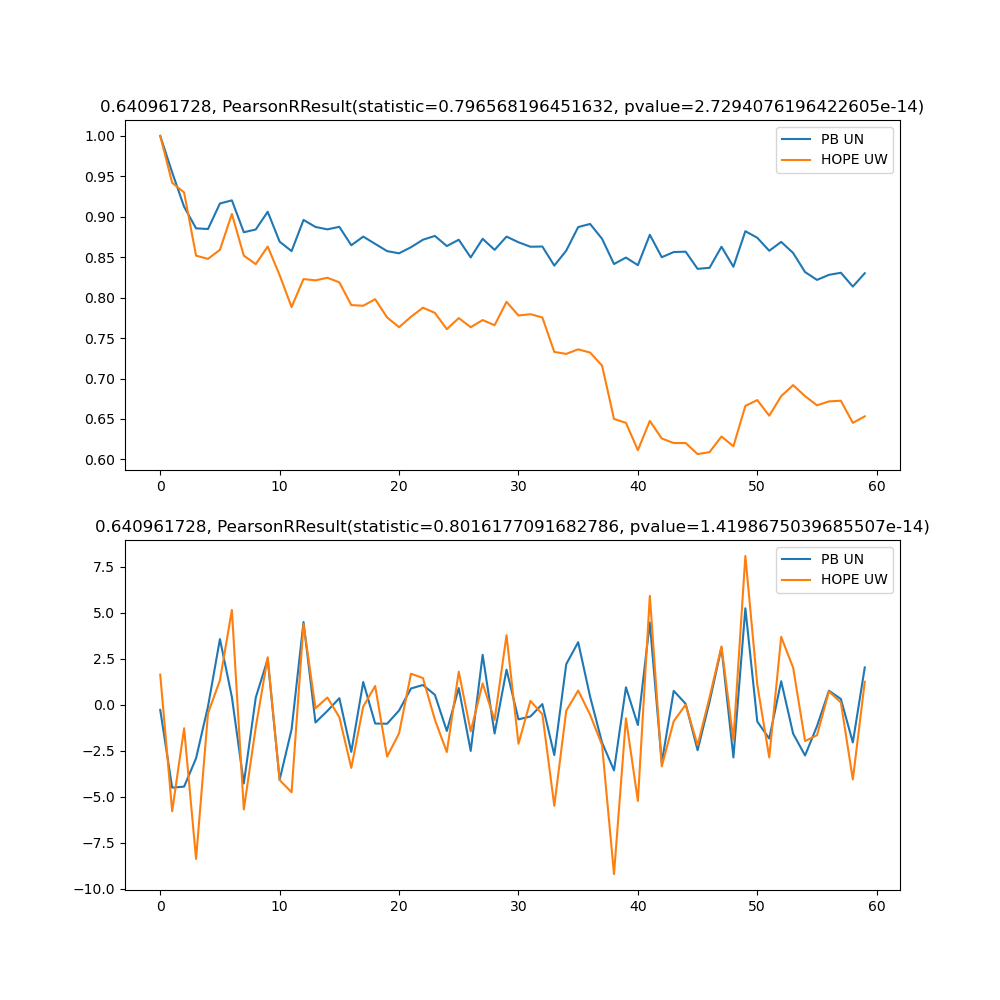 0.640961728, PearsonRResult(statistic=0.796568196451632, pvalue=2.7294076196422605e-14)
PB UN
HOPE UW
1.00
0.95
0.90
0.85
0.80
0.75
0.70
0.65
0.60
0 10 20 30 40 50 60
0.640961728, PearsonRResult(statistic=0.8016177091682786, pvalue=1.4198675039685507e-14)
PB UN
HOPE UW
7.5
5.0
2.5
0.0
−2.5
−5.0
−7.5
−10.0
0 10 20 30 40 50 60